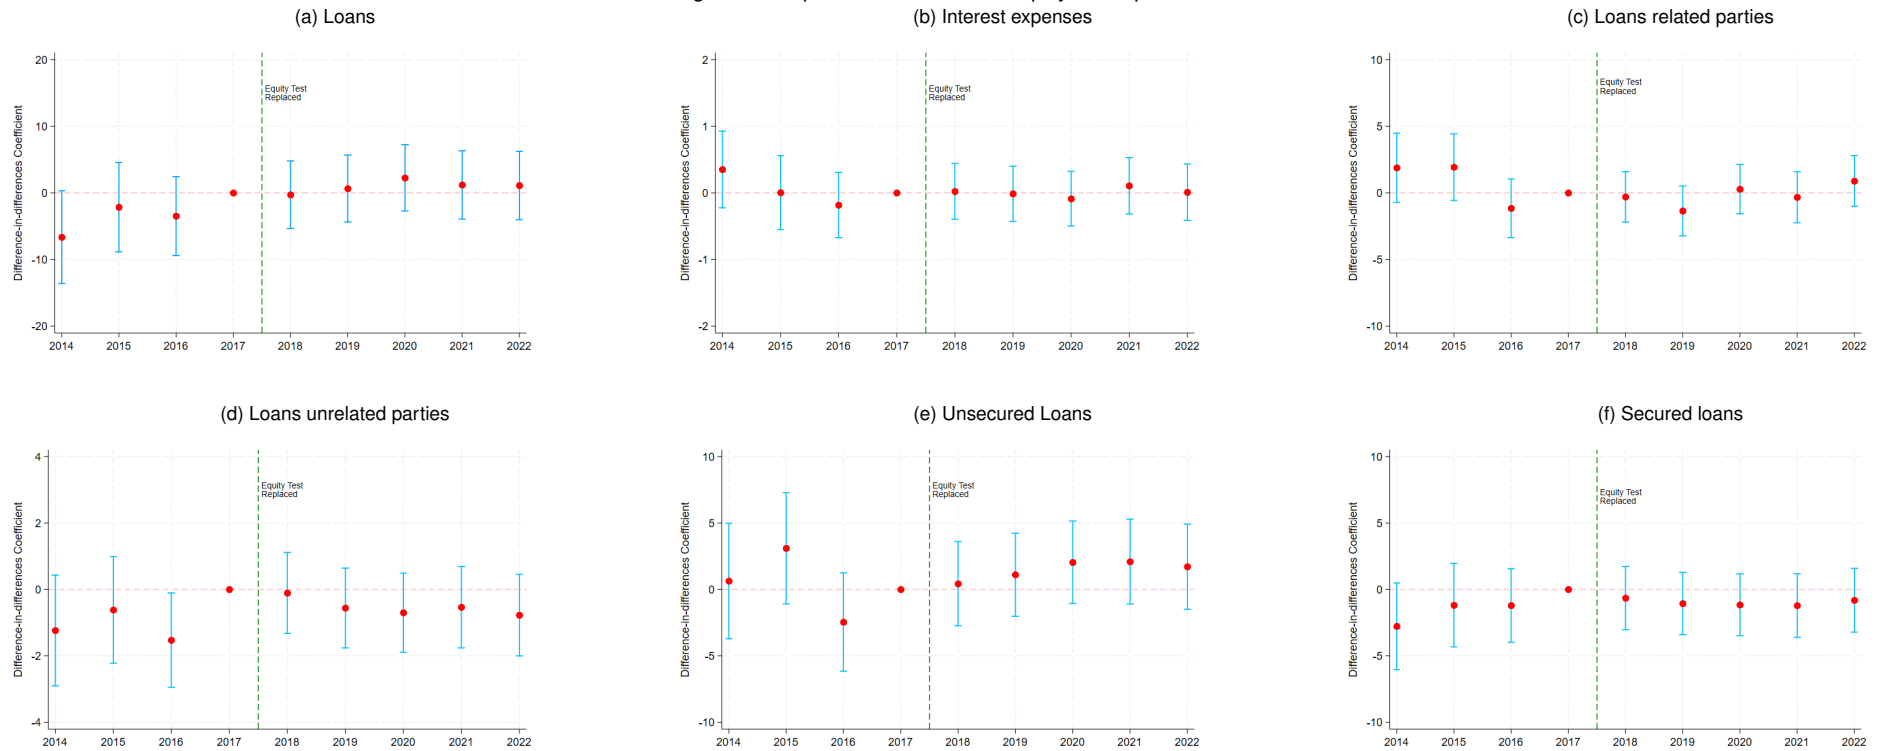 (a) Loans
(b) Interest expenses
(c) Loans related parties
Difference-in-differences Coefficient
20
10
0
-10
-20
Equity Test
Replaced
2014 2015 2016 2017 2018 2019 2020 2021 2022
Difference-in-differences Coefficient
2
1
0
-1
-2
Equity Test
Replaced
2014 2015 2016 2017 2018 2019 2020 2021 2022
Difference-in-differences Coefficient
10
5
0
-5
-10
Equity Test
Replaced
2014 2015 2016 2017 2018 2019 2020 2021 2022
(d) Loans unrelated parties
(e) Unsecured Loans
(f) Secured loans
Difference-in-differences Coefficient
4
2
0
-2
-4
Equity Test
Replaced
2014 2015 2016 2017 2018 2019 2020 2021 2022
Difference-in-differences Coefficient
10
5
0
-5
-10
Equity Test
Replaced
2014 2015 2016 2017 2018 2019 2020 2021 2022
Difference-in-differences Coefficient
10
5
0
-5
-10
Equity Test
Replaced
2014 2015 2016 2017 2018 2019 2020 2021 2022